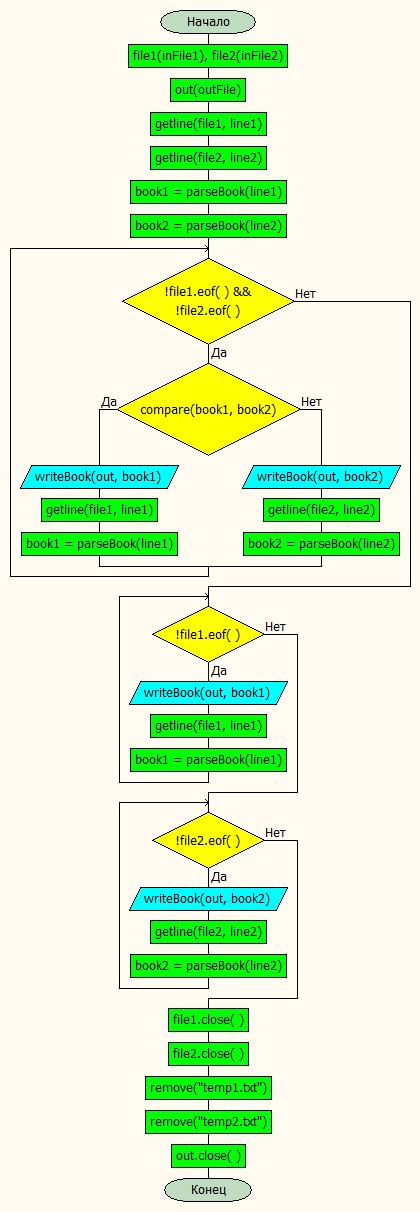 Начало
file1(inFile1), file2(inFile2)
out(outFile)
getline(file1, line1)
getline(file2, line2)
book1 = parseBook(line1)
book2 = parseBook(line2)
!file1.eof( ) &&
!file2.eof( )
Нет
Да
compare(book1, book2)
Да
Нет
writeBook(out, book1)
getline(file1, line1)
book1 = parseBook(line1)
writeBook(out, book2)
getline(file2, line2)
book2 = parseBook(line2)
!file1.eof( )
Нет
Да
writeBook(out, book1)
getline(file1, line1)
book1 = parseBook(line1)
!file2.eof( )
Нет
Да
writeBook(out, book2)
getline(file2, line2)
book2 = parseBook(line2)
file1.close( )
file2.close( )
remove("temp1.txt")
remove("temp2.txt")
out.close( )
Конец